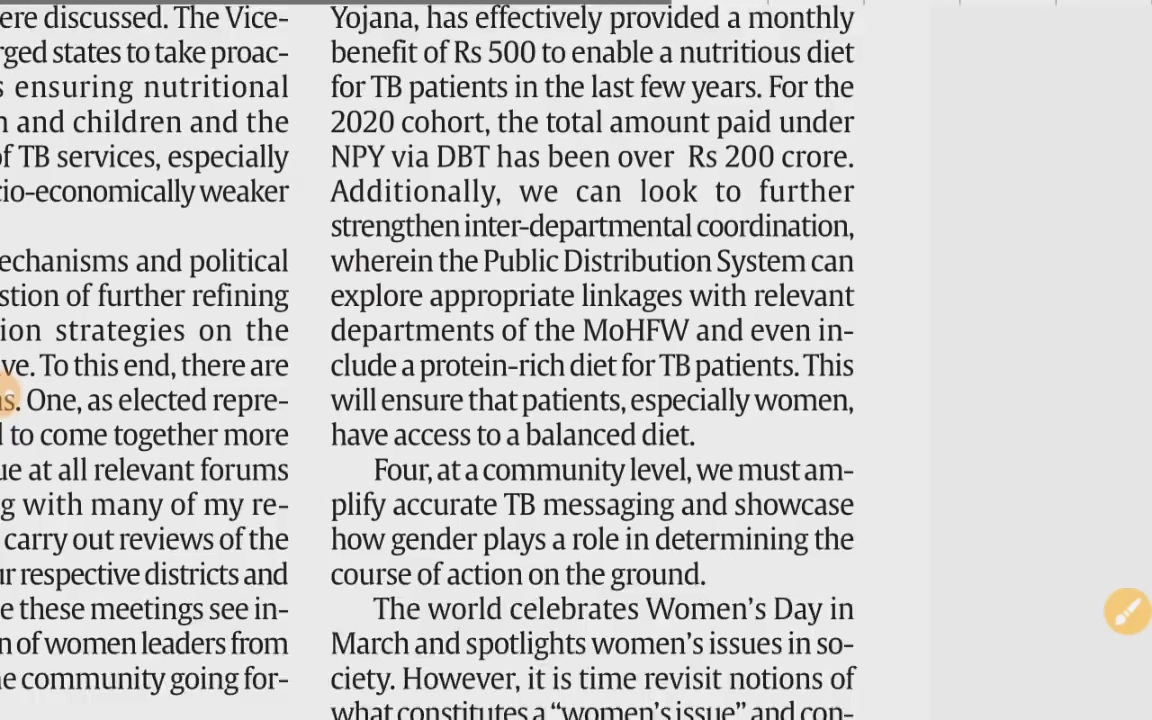 ere discussed. The Vice-
rged states to take proac-
s ensuring nutritional
n and children and the
of TB services, especially
cio-economically weaker
echanisms and political
stion of further refining
ion strategies on the
ve. To this end, there are
s. One, as elected repre-
d to come together more
ue at all relevant forums
g with many of my re-
carry out reviews of the
ur respective districts and
e these meetings see in-
n of women leaders from
e community going for-
Yojana, has effectively provided a monthly
benefit of Rs 500 to enable a nutritious diet
for TB patients in the last few years. For the
2020 cohort, the total amount paid under
NPY via DBT has been over Rs 200 crore.
Additionally, we can look to further
strengthen inter-departmental coordination,
wherein the Public Distribution System can
explore appropriate linkages with relevant
departments of the MoHFW and even in-
clude a protein-rich diet for TB patients. This
will ensure that patients, especially women,
have access to a balanced diet.
Four, at a community level, we must am-
plify accurate TB messaging and showcase
how gender plays a role in determining the
course of action on the ground.
The world celebrates Women's Day in
March and spotlights women's issues in so-
ciety. However, it is time revisit notions of
what constitutes a "women's issue" and con-